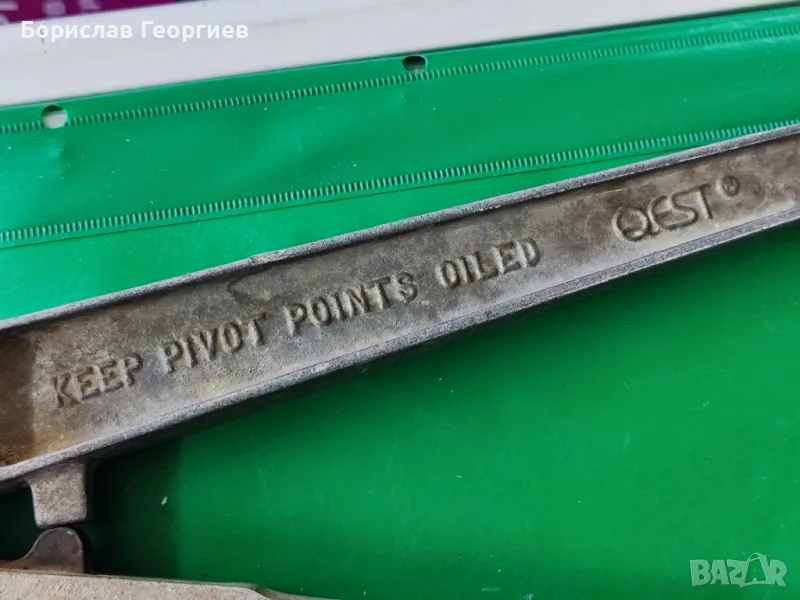 Борислав Георгиев
KEEP PIVOT POINTS OILED QEST®
BAZAR